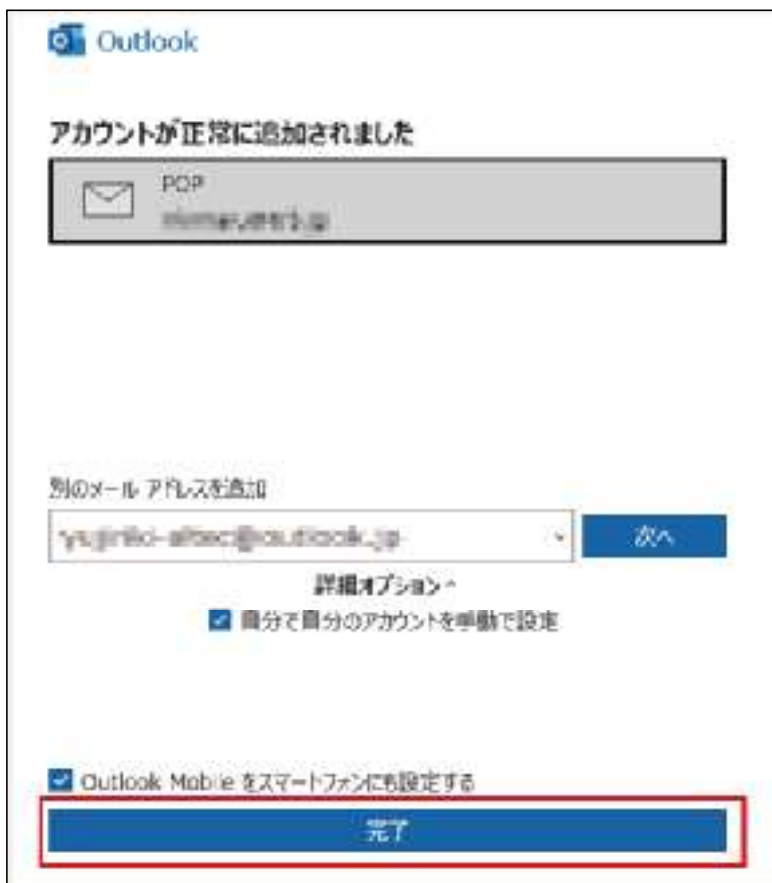 Outlook
アカウントが正常に追加されました
POP
別のメール アドレスを追加
次へ
詳細オプション ^
自分で自分のアカウントを手動で設定
Outlook Mobile をスマートフォンにも設定する
完了